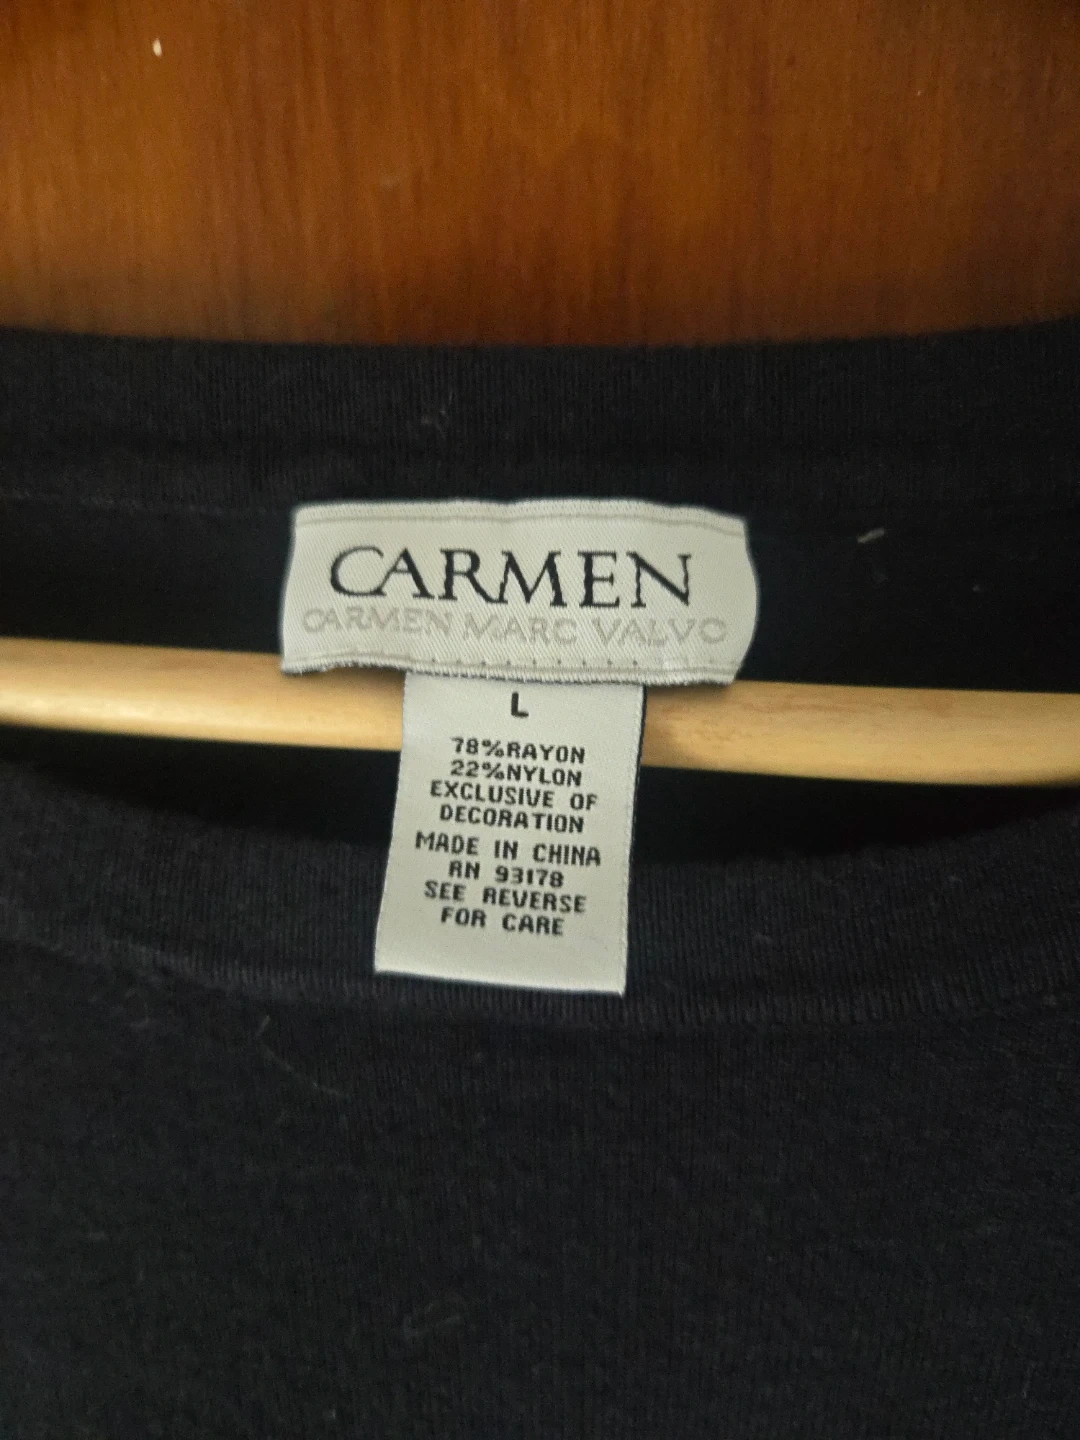 CARMEN
CARMEN MARC VALVO
L
78%RAYON
22%NYLON
EXCLUSIVE OF
DECORATION
MADE IN CHINA
RN 93178
SEE REVERSE
FOR CARE